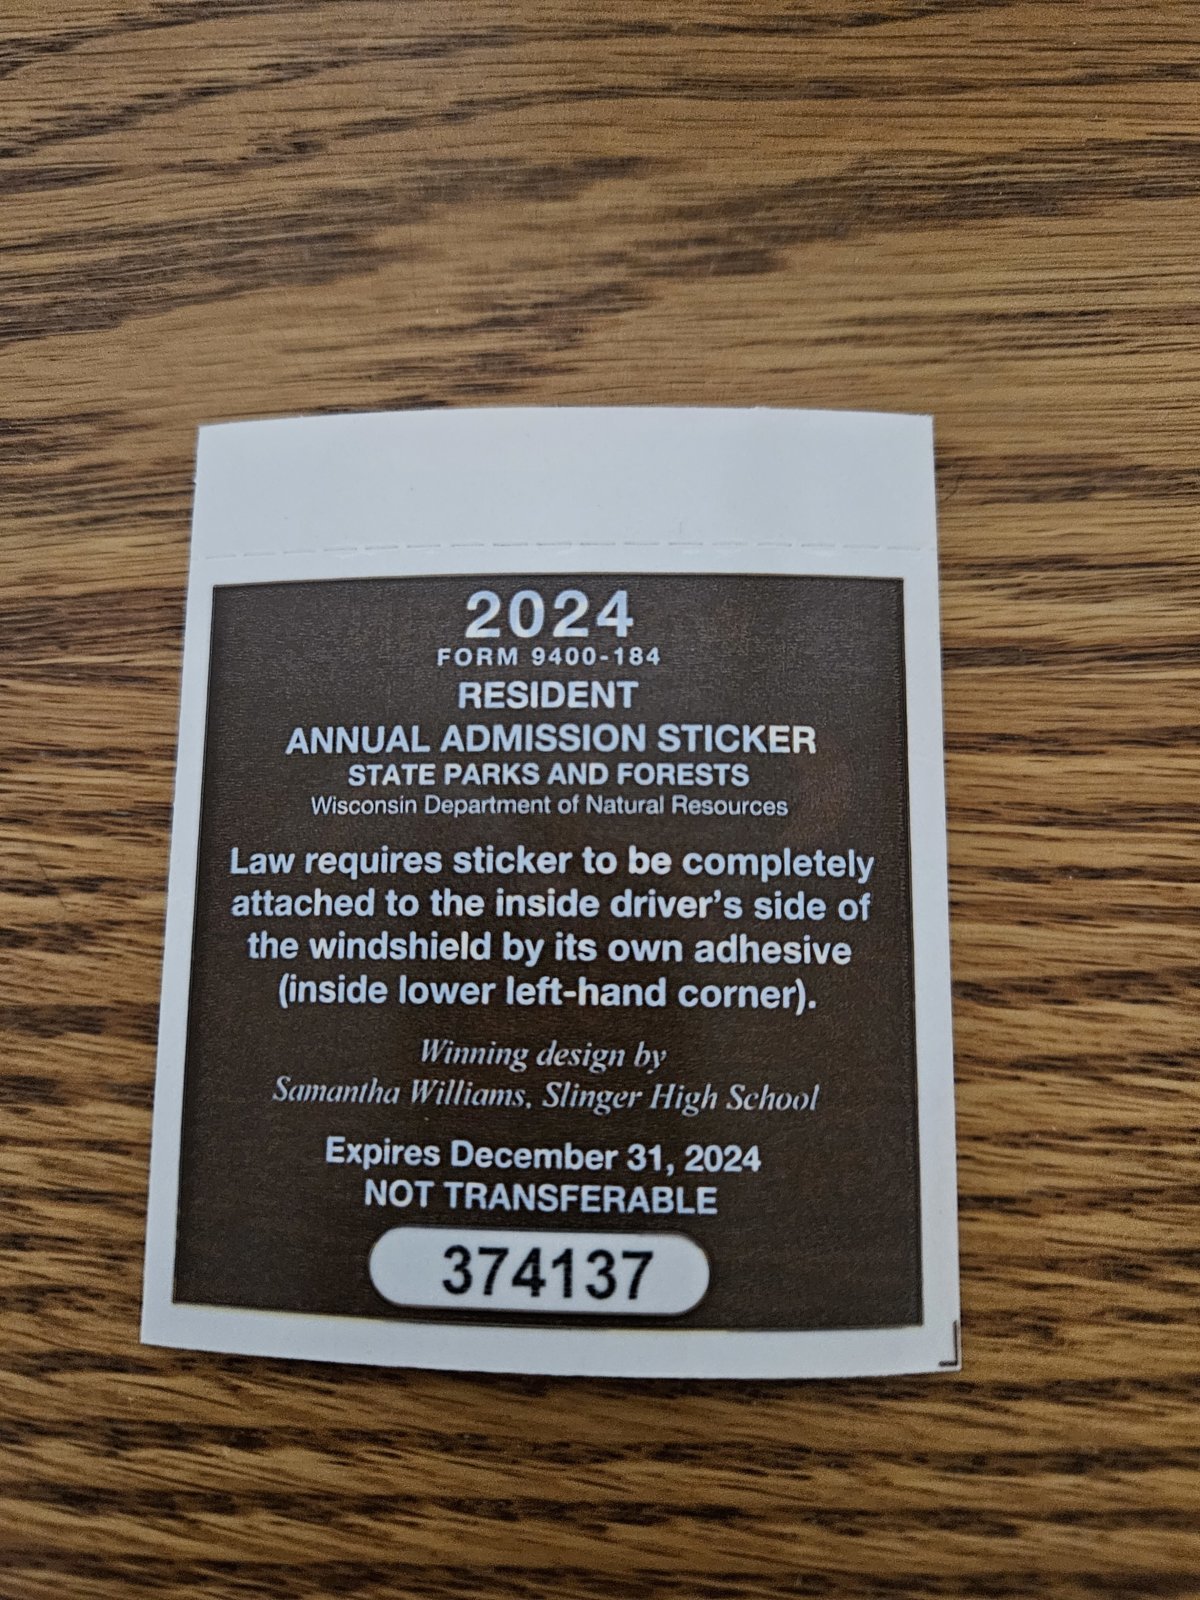 2024
FORM 9400-184
RESIDENT
ANNUAL ADMISSION STICKER
STATE PARKS AND FORESTS
Wisconsin Department of Natural Resources
Law requires sticker to be completely
attached to the inside driver's side of
the windshield by its own adhesive
(inside lower left-hand corner).
Winning design by
Samantha Williams, Slinger High School
Expires December 31, 2024
NOT TRANSFERABLE
374137